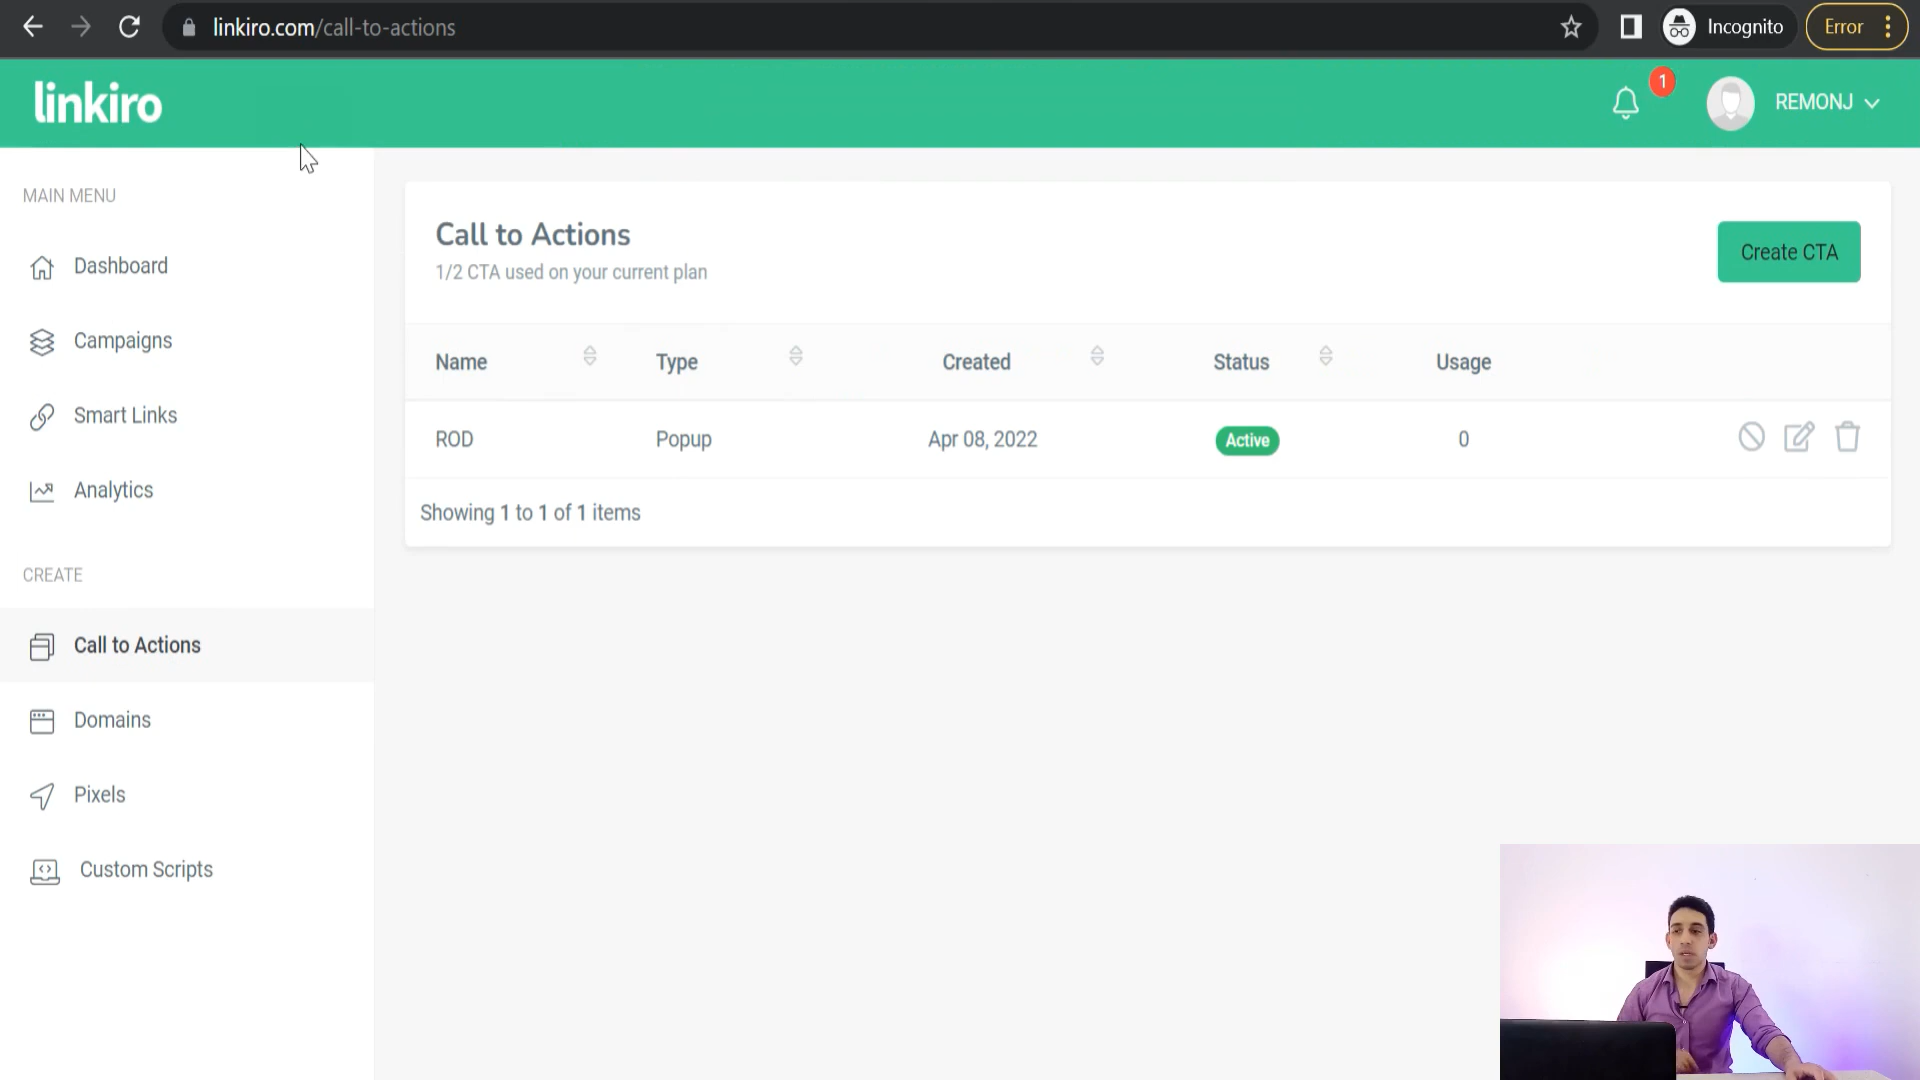 linkiro.com/call-to-actions
Incognito
Error
linkiro
1
REMONJ
MAIN MENU
Dashboard
Campaigns
Smart Links
Analytics
CREATE
Call to Actions
Domains
Pixels
Custom Scripts
Call to Actions
1/2 CTA used on your current plan
Create CTA
Name Type Created Status Usage
ROD Popup Apr 08, 2022 Active 0
Showing 1 to 1 of 1 items